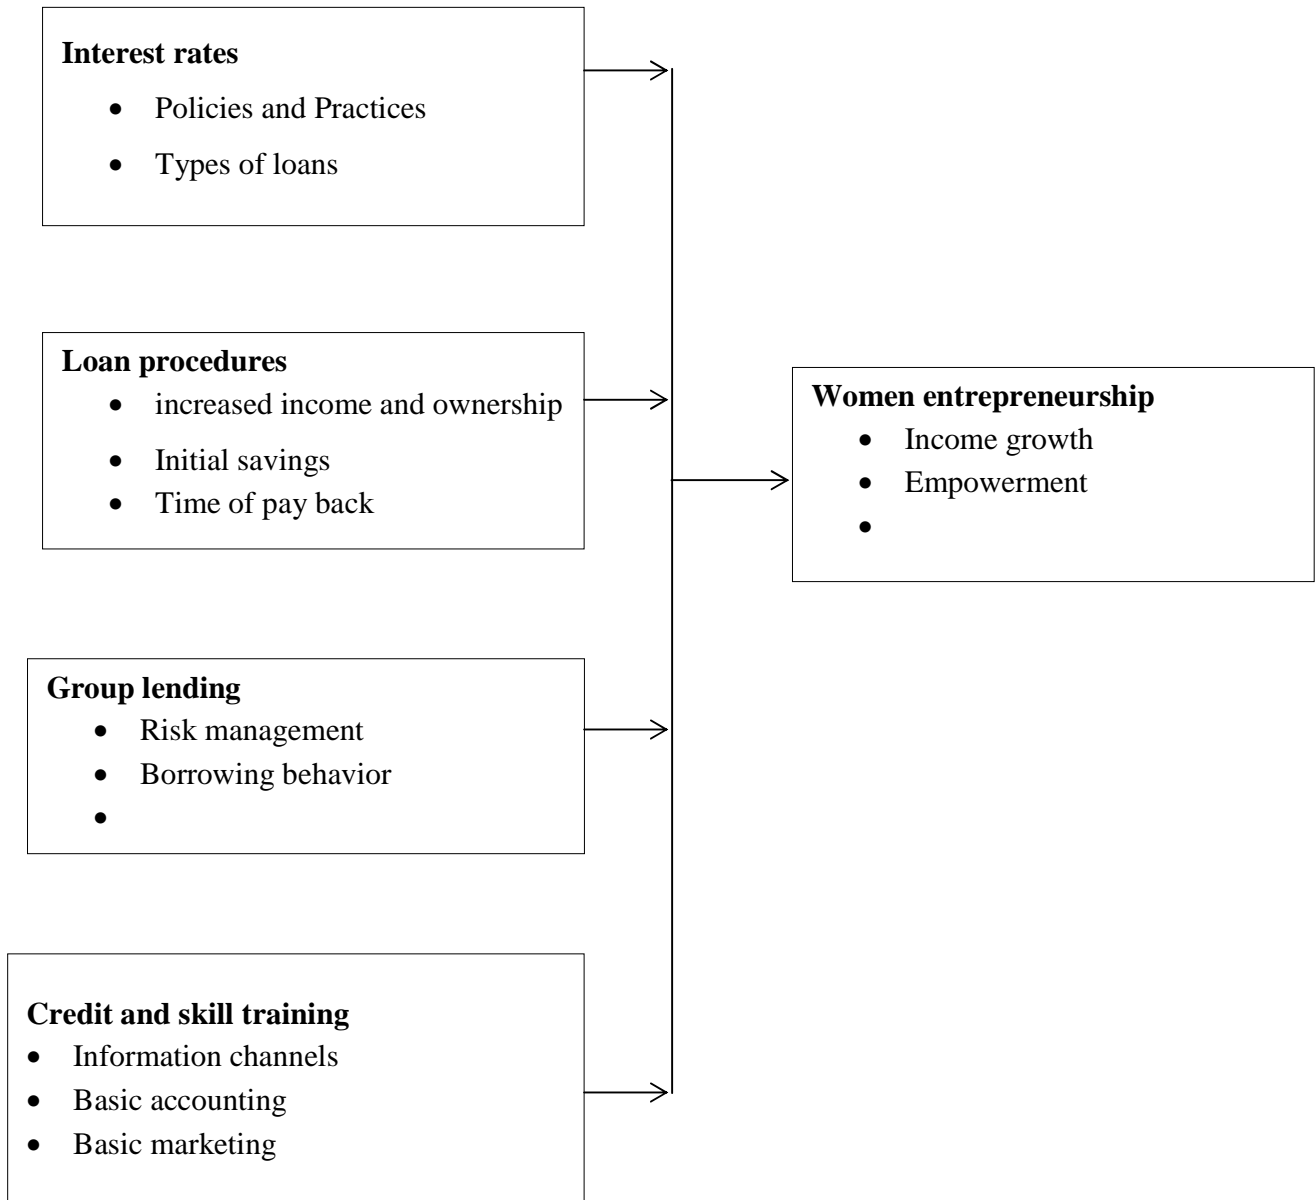 Interest rates
• Policies and Practices
• Types of loans
Loan procedures
• increased income and ownership
• Initial savings
• Time of pay back
Women entrepreneurship
• Income growth
• Empowerment
•
Group lending
• Risk management
• Borrowing behavior
•
Credit and skill training
• Information channels
• Basic accounting
• Basic marketing